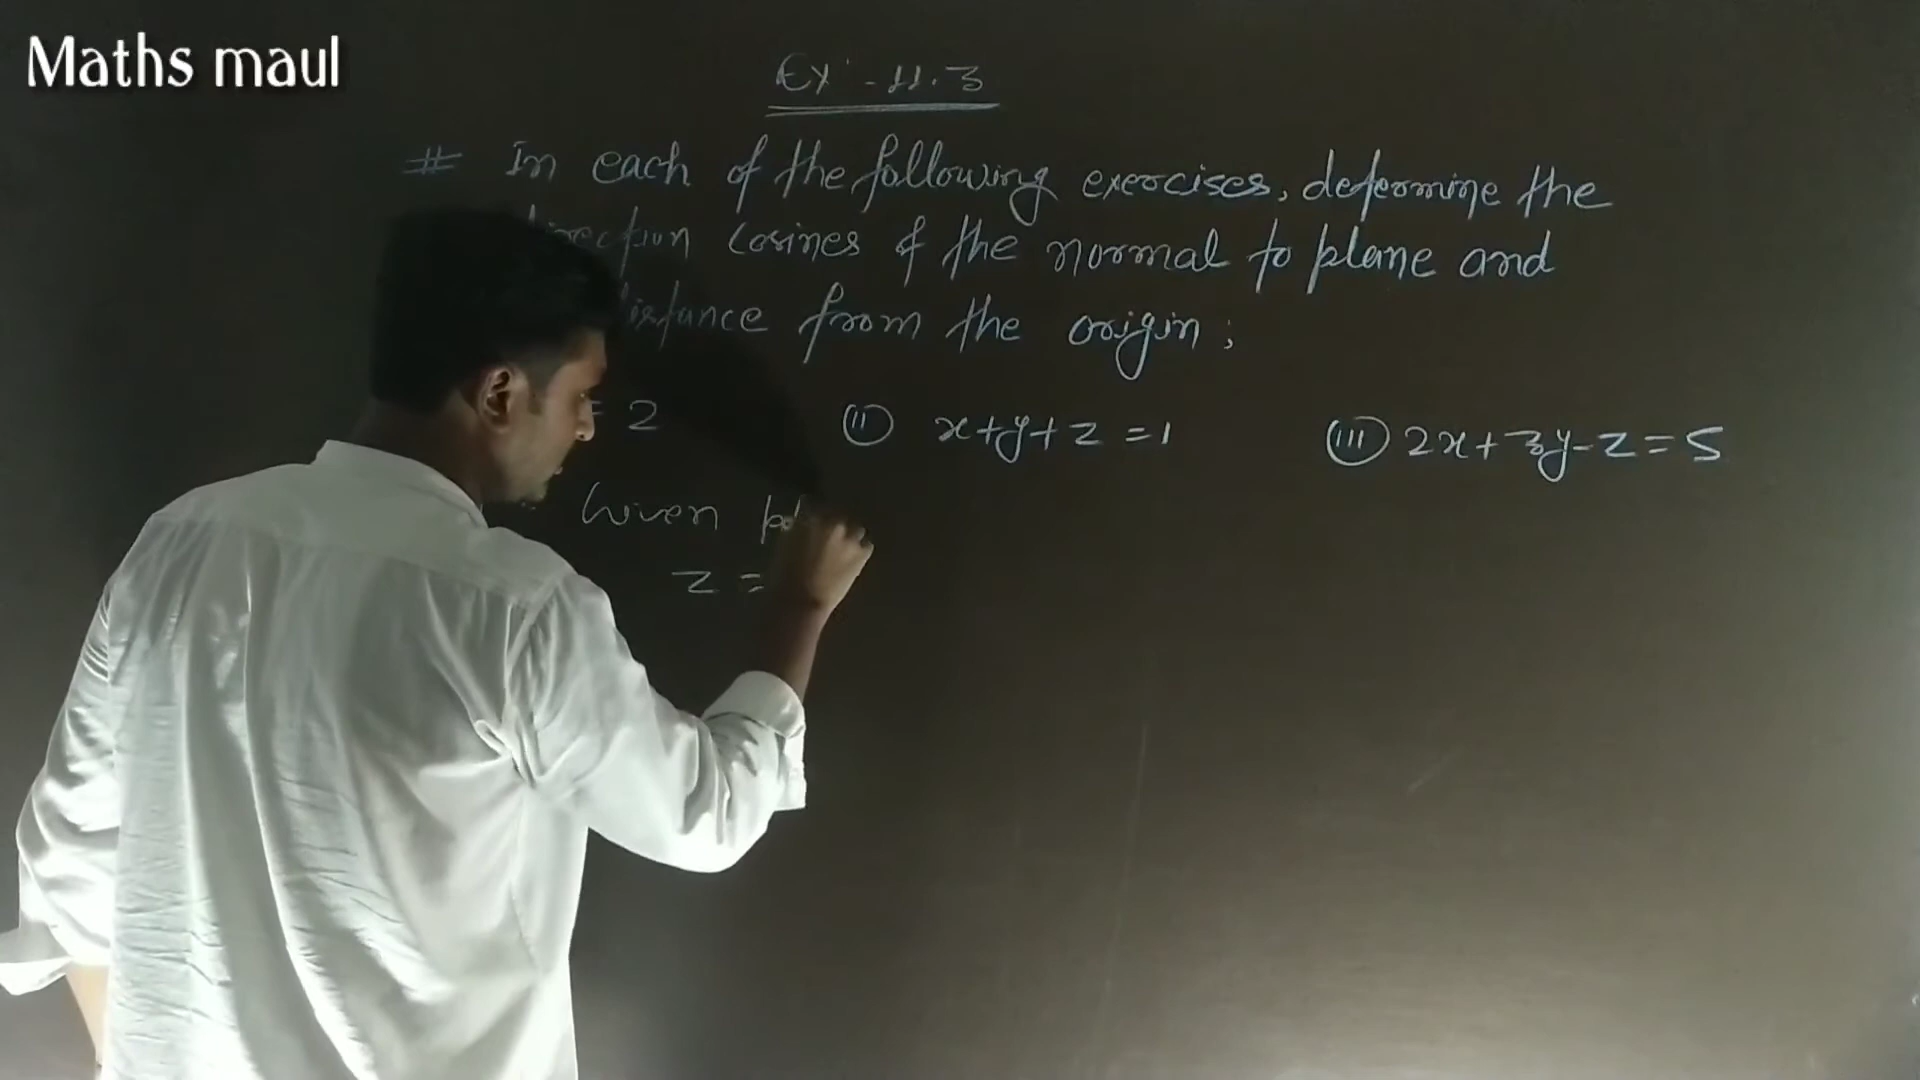 Maths maul
Ex - 11.3
# In each of the following exercises, determine the
cosines of the normal to plane and
from the origin;
= 2 (ii) x+y+z=1 (iii) 2x+3y-z=5
Given
z =